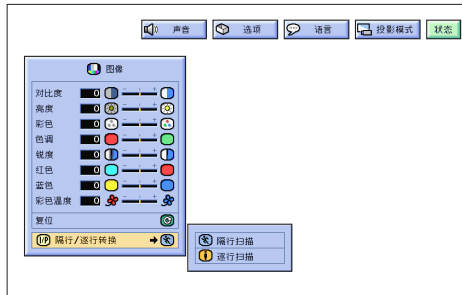 声音 选项 语言 投影模式 状态
图像
对比度 0
亮度 0
彩色 0
色调 0
锐度 0
红色 0
蓝色 0
彩色温度 0
复位
I/P 隔行/逐行转换
隔行扫描
逐行扫描